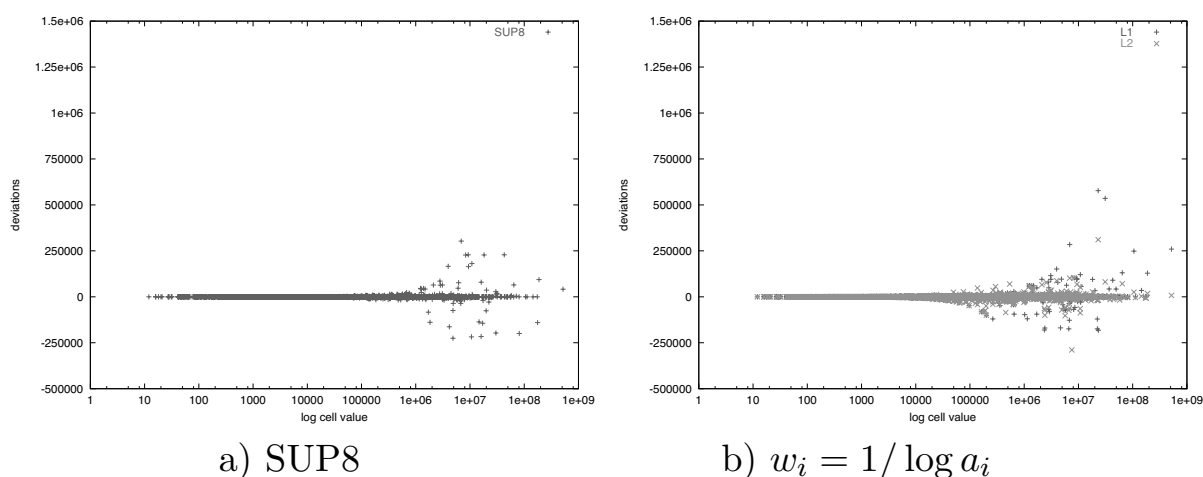 1.5e+06
1.25e+06
1e+06
750000
500000
250000
0
-250000
-500000
deviations
SUP8
1 10 100 1000 10000 100000 1e+06 1e+07 1e+08 1e+09
log cell value
a) SUP8
1.5e+06
1.25e+06
1e+06
750000
500000
250000
0
-250000
-500000
deviations
L1
L2
1 10 100 1000 10000 100000 1e+06 1e+07 1e+08 1e+09
log cell value
b) wᵢ = 1/ log aᵢ